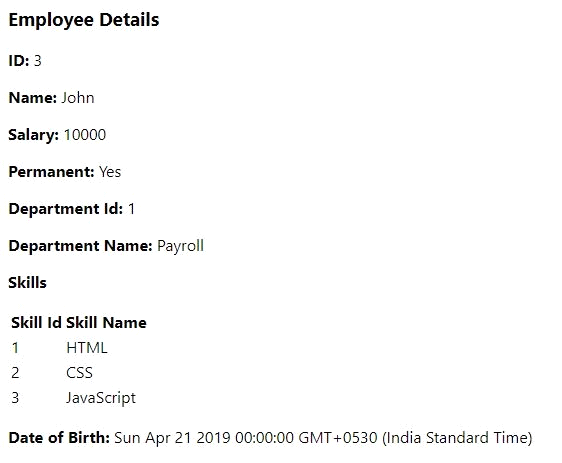 Employee Details
ID: 3
Name: John
Salary: 10000
Permanent: Yes
Department Id: 1
Department Name: Payroll
Skills
Skill Id Skill Name
1 HTML
2 CSS
3 JavaScript
Date of Birth: Sun Apr 21 2019 00:00:00 GMT+0530 (India Standard Time)